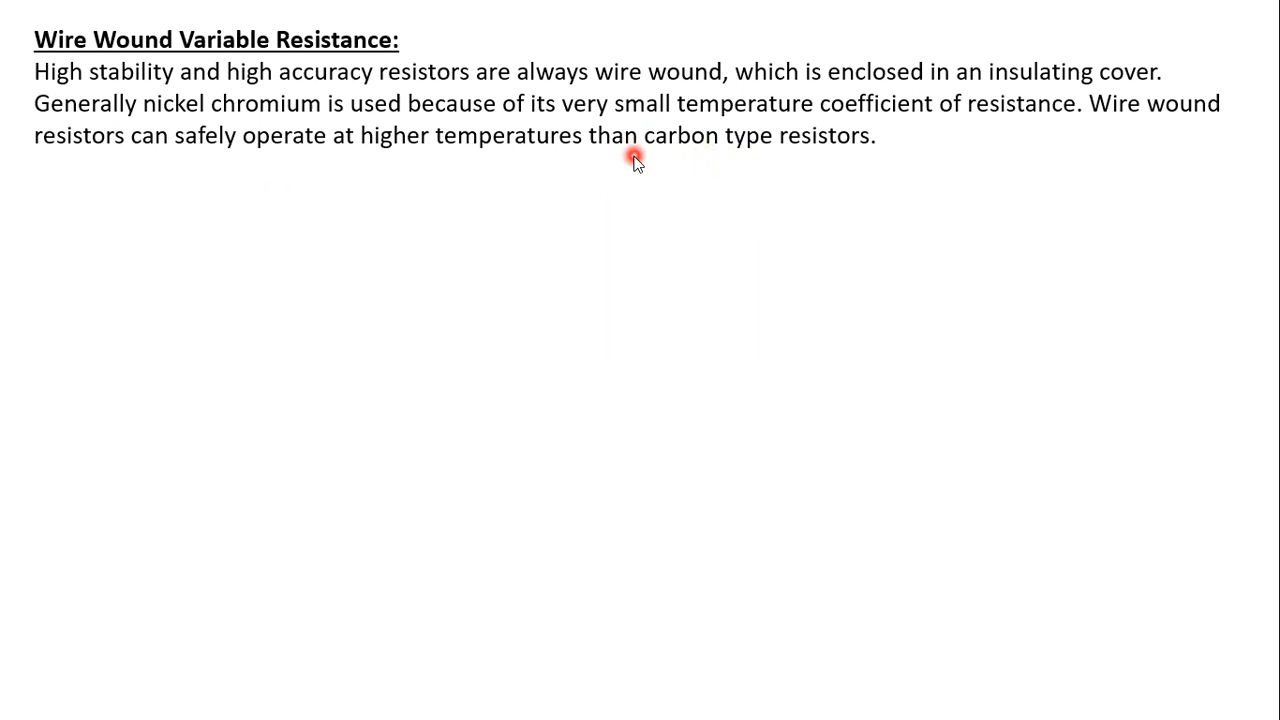 Wire Wound Variable Resistance:
High stability and high accuracy resistors are always wire wound, which is enclosed in an insulating cover.
Generally nickel chromium is used because of its very small temperature coefficient of resistance. Wire wound
resistors can safely operate at higher temperatures than carbon type resistors.